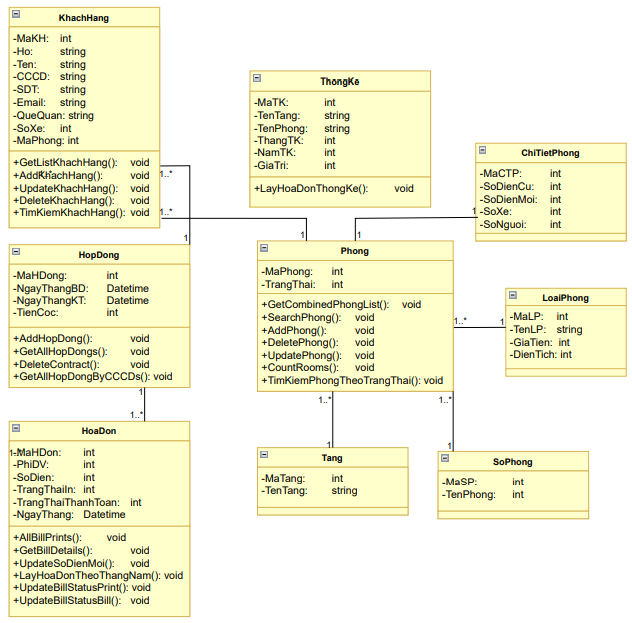 KhachHang
-MaKH: int
-Ho: string
-Ten: string
-CCCD: string
-SDT: string
-Email: string
-QueQuan: string
-SoXe: int
-MaPhong: int
+GetListKhachHang(): void
+AddKhachHang(): void
+UpdateKhachHang(): void
+DeleteKhachHang(): void
+TimKiemKhachHang(): void
1..*
1..*
1
1
ThongKe
-MaTK: int
-TenTang: string
-TenPhong: string
-ThangTK: int
-NamTK: int
-GiaTri: int
+LayHoaDonThongKe(): void
ChiTietPhong
-MaCTP: int
-SoDienCu: int
-SoDienMoi: int
-SoXe: int
-SoNguoi: int
1
1
HopDong
-MaHDong: int
-NgayThangBD: Datetime
-NgayThangKT: Datetime
-TienCoc: int
+AddHopDong(): void
+GetAllHopDongs(): void
+DeleteContract(): void
+GetAllHopDongByCCCDs(): void
1
1..*
Phong
-MaPhong: int
-TrangThai: int
+GetCombinedPhongList(): void
+SearchPhong(): void
+AddPhong(): void
+DeletePhong(): void
+UpdatePhong(): void
+CountRooms(): void
+TimKiemPhongTheoTrangThai(): void
1..*
1
LoaiPhong
-MaLP: int
-TenLP: string
-GiaTien: int
-DienTich: int
1..*
1..*
1
1
HoaDon
-MaHDon: int
-PhiDV: int
-SoDien: int
-TrangThaiIn: int
-TrangThaiThanhToan: int
-NgayThang: Datetime
+AllBillPrints(): void
+GetBillDetails(): void
+UpdateSoDienMoi(): void
+LayHoaDonTheoThangNam(): void
+UpdateBillStatusPrint(): void
+UpdateBillStatusBill(): void
Tang
-MaTang: int
-TenTang: string
SoPhong
-MaSP: int
-TenPhong: int